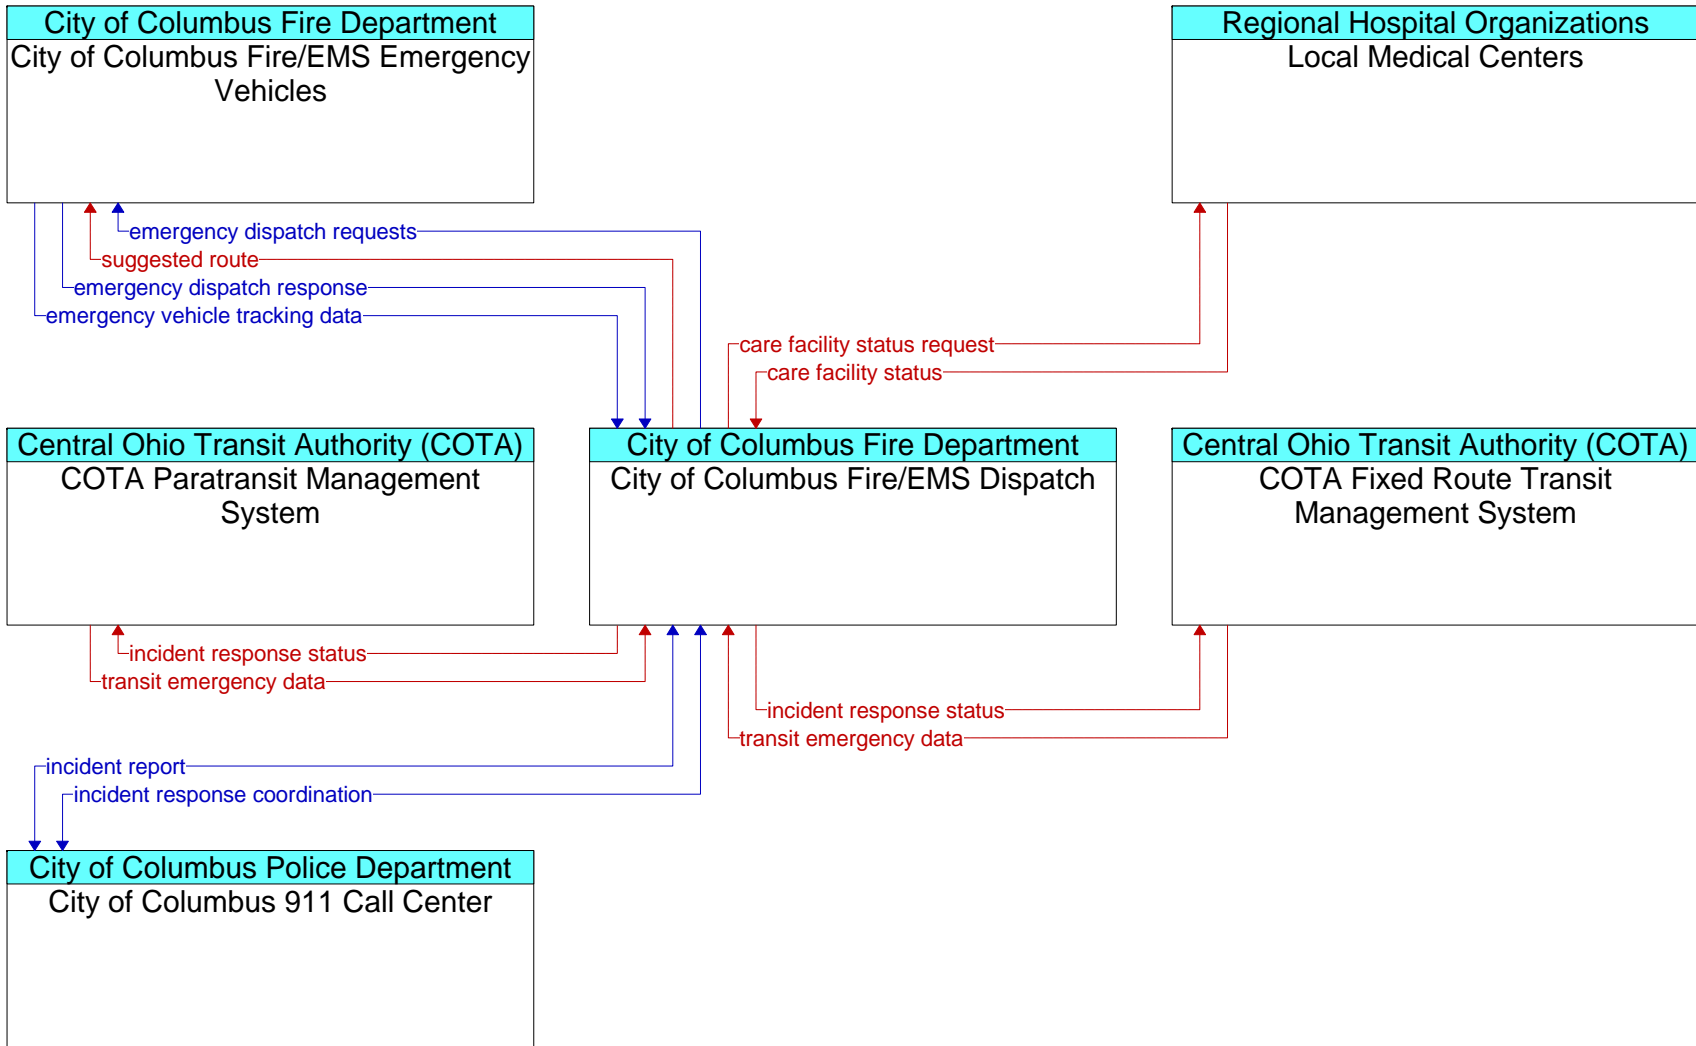 City of Columbus Fire Department
City of Columbus Fire/EMS Emergency
Vehicles
Regional Hospital Organizations
Local Medical Centers
emergency dispatch requests
suggested route
emergency dispatch response
emergency vehicle tracking data
care facility status request
care facility status
Central Ohio Transit Authority (COTA)
COTA Paratransit Management
System
City of Columbus Fire Department
City of Columbus Fire/EMS Dispatch
Central Ohio Transit Authority (COTA)
COTA Fixed Route Transit
Management System
incident response status
transit emergency data
incident response status
transit emergency data
incident report
incident response coordination
City of Columbus Police Department
City of Columbus 911 Call Center